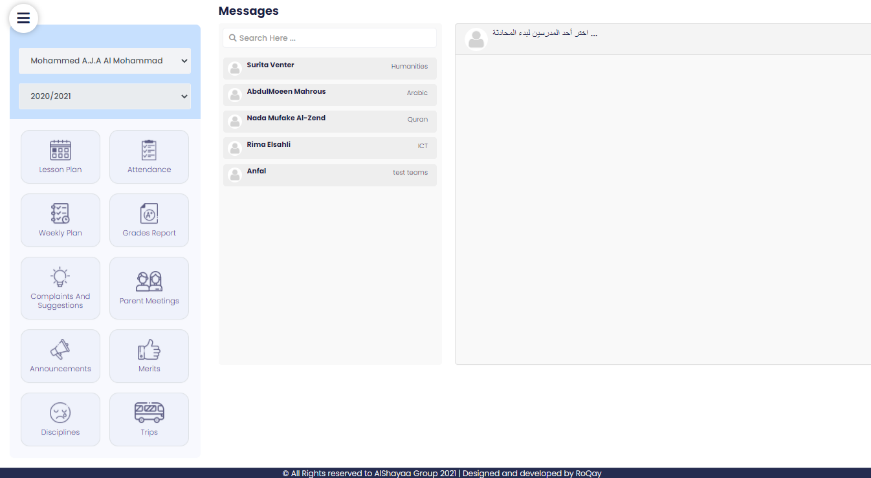 Messages
Mohammed A.J.A Al Mohammad
2020/2021
Lesson Plan
Attendance
Weekly Plan
Grades Report
Complaints And
Suggestions
Parent Meetings
Announcements
Merits
Disciplines
Trips
Search Here ...
Surita Venter Humanities
AbdulMoeen Mahrous Arabic
Nada Mufake Al-Zend Quran
Rima Elsahli ICT
Anfal test teams
اختر أحد المدرسين لبدء المحادثة ...
© All Rights reserved to AlShayaa Group 2021 | Designed and developed by RoQay